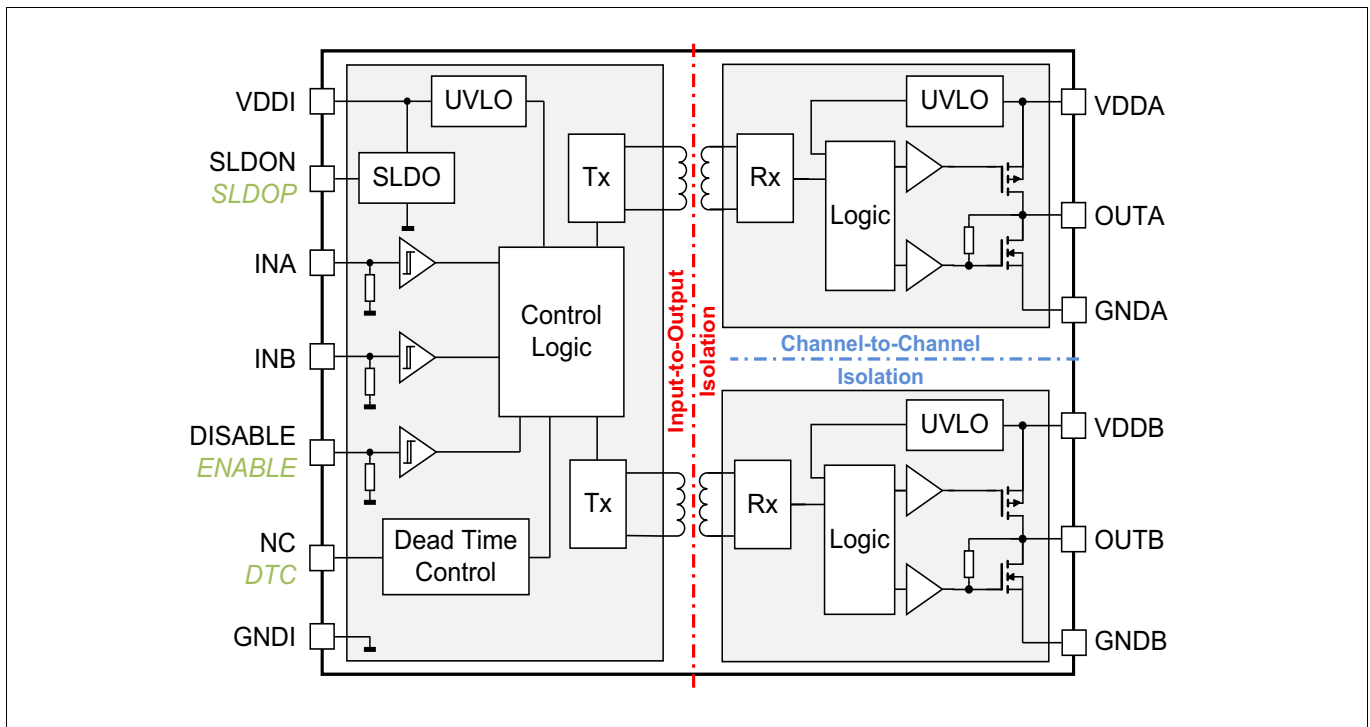 VDDI
SLDON
SLDOP
INA
INB
DISABLE
ENABLE
NC
DTC
GNDI
UVLO
SLDO
Tx
Control
Logic
Tx
Dead Time
Control
Input-to-Output
Isolation
UVLO
Rx
Logic
Channel-to-Channel
Isolation
UVLO
Rx
Logic
VDDA
OUTA
GNDA
VDDB
OUTB
GNDB